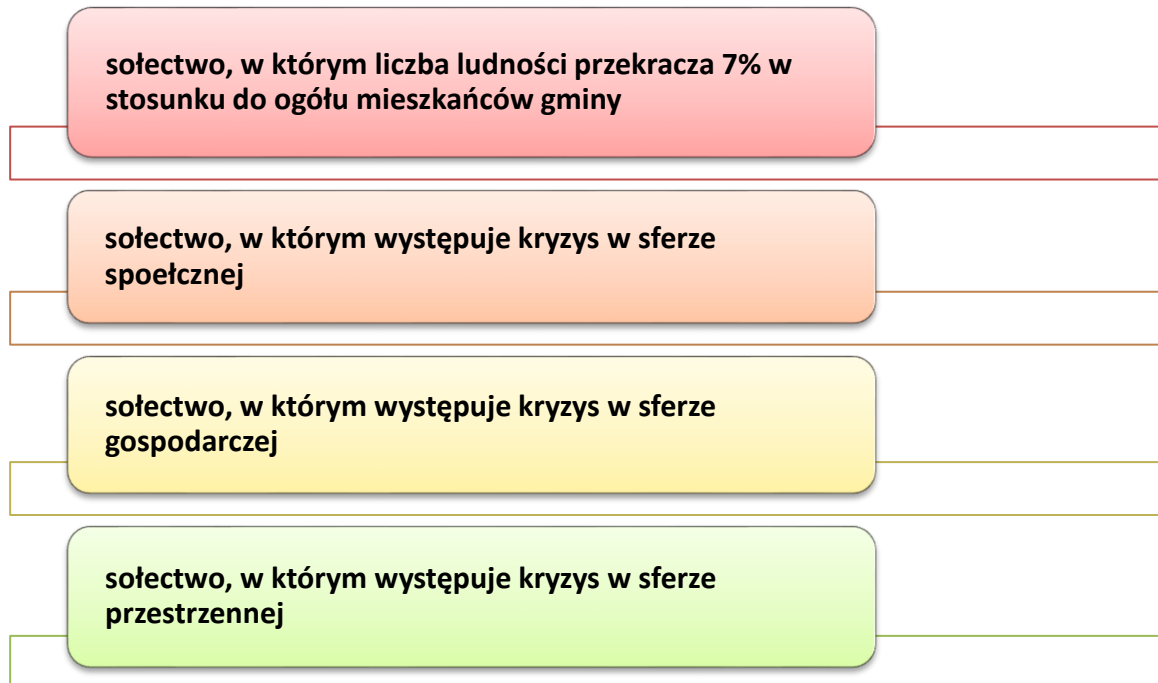 sołectwo, w którym liczba ludności przekracza 7% w
stosunku do ogółu mieszkańców gminy
sołectwo, w którym występuje kryzys w sferze
spoełcznej
sołectwo, w którym występuje kryzys w sferze
gospodarczej
sołectwo, w którym występuje kryzys w sferze
przestrzennej